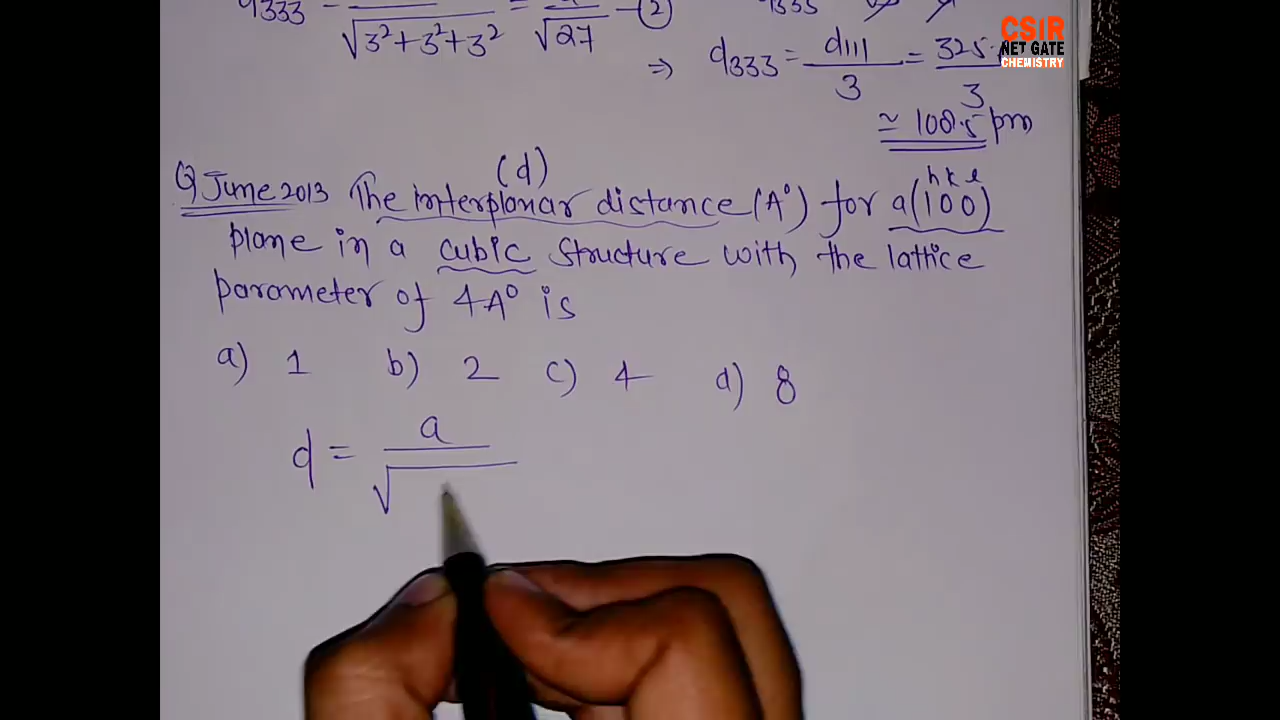 d333 = = — (2)
√3²+3²+3² √27
CSIR
NET GATE
CHEMISTRY
⇒ d333 = d111 / 3 = 325. / 3
≃ 108.5 pm
(d)
h k l
Q June 2013 The interplanar distance (A°) for a (100)
plane in a cubic structure with the lattice
parameter of 4A° is
a) 1 b) 2 c) 4 d) 8
d = a / √